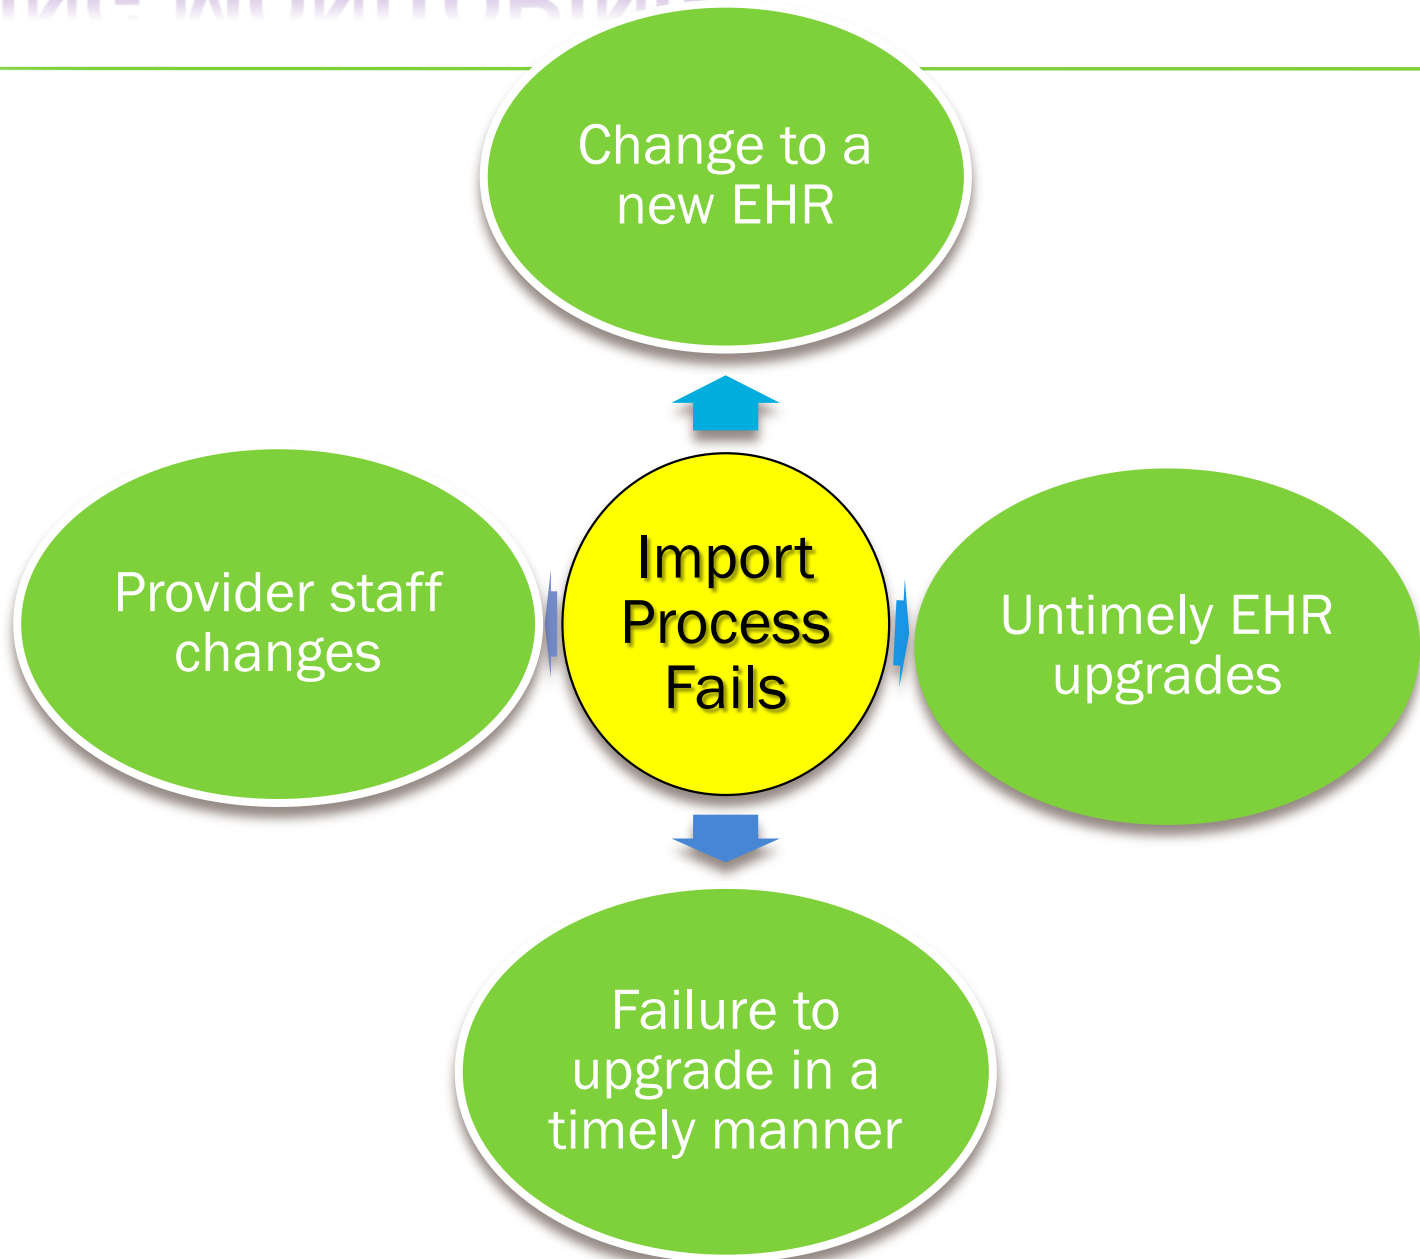 Change to a
new EHR
Provider staff
changes
Import
Process
Fails
Untimely EHR
upgrades
Failure to
upgrade in a
timely manner